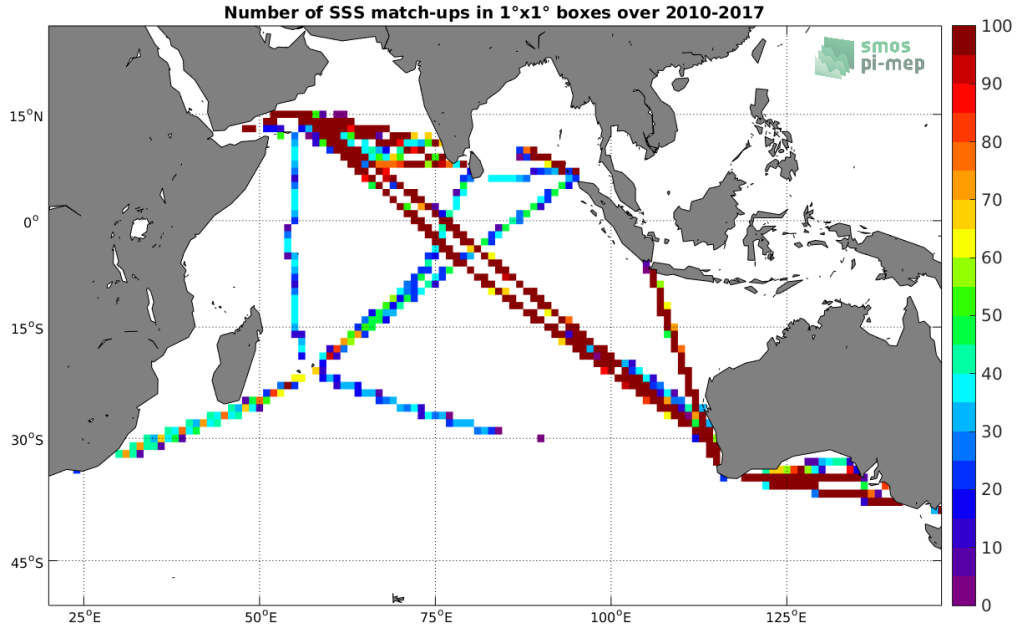 Number of SSS match-ups in 1°x1° boxes over 2010-2017
smos
pi-mep
15°N
0°
15°S
30°S
45°S
25°E
50°E
75°E
100°E
125°E
100
90
80
70
60
50
40
30
20
10
0